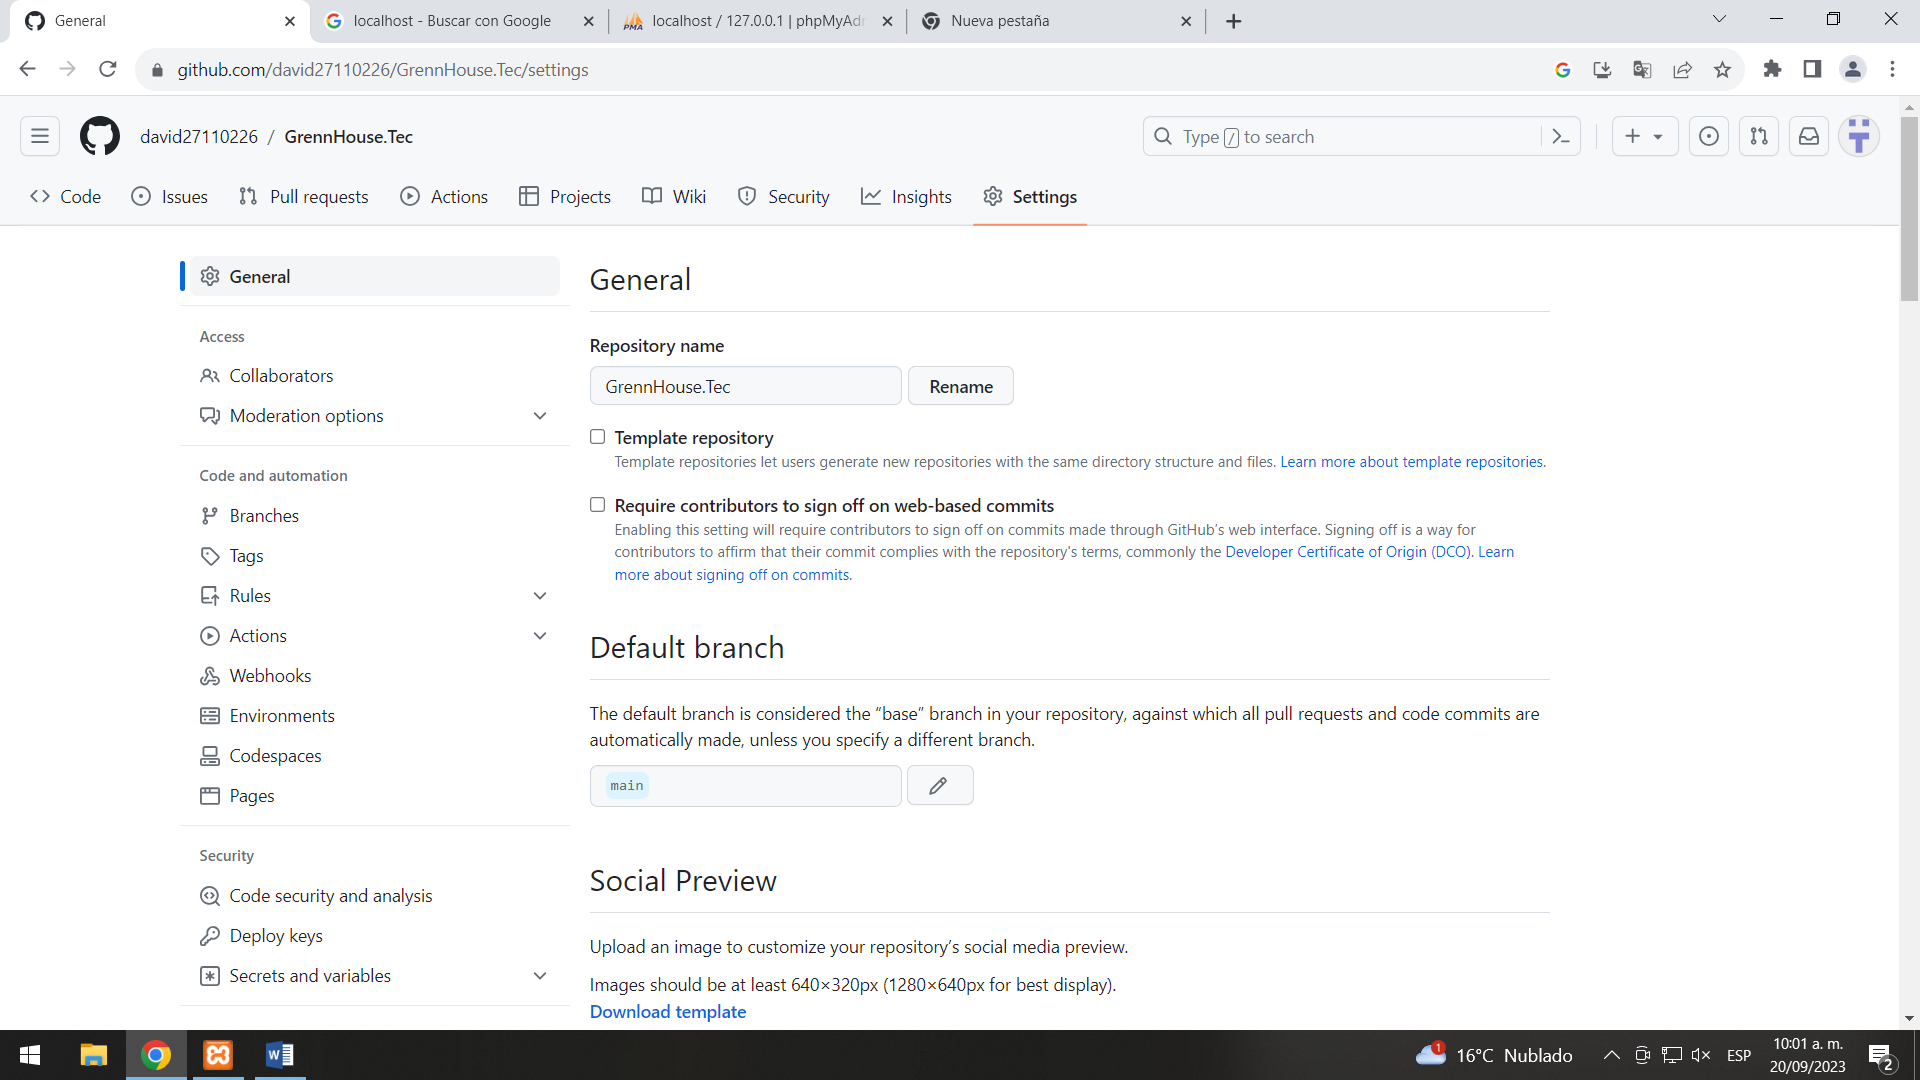 General
localhost - Buscar con Google
PMA
localhost / 127.0.0.1 | phpMyAdm
Nueva pestaña
github.com/david27110226/GrennHouse.Tec/settings
david27110226 / GrennHouse.Tec
Type / to search
Code
Issues
Pull requests
Actions
Projects
Wiki
Security
Insights
Settings
General
Access
Collaborators
Moderation options
Code and automation
Branches
Tags
Rules
Actions
Webhooks
Environments
Codespaces
Pages
Security
Code security and analysis
Deploy keys
Secrets and variables
General
Repository name
GrennHouse.Tec
Rename
Template repository
Template repositories let users generate new repositories with the same directory structure and files. Learn more about template repositories.
Require contributors to sign off on web-based commits
Enabling this setting will require contributors to sign off on commits made through GitHub’s web interface. Signing off is a way for
contributors to affirm that their commit complies with the repository's terms, commonly the Developer Certificate of Origin (DCO). Learn
more about signing off on commits.
Default branch
The default branch is considered the “base” branch in your repository, against which all pull requests and code commits are
automatically made, unless you specify a different branch.
main
Social Preview
Upload an image to customize your repository’s social media preview.
Images should be at least 640×320px (1280×640px for best display).
Download template
1
16°C Nublado
ESP
10:01 a. m.
20/09/2023
2